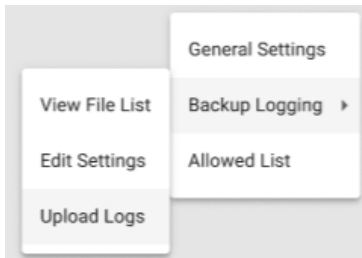 General Settings
View File List
Backup Logging
Edit Settings
Allowed List
Upload Logs